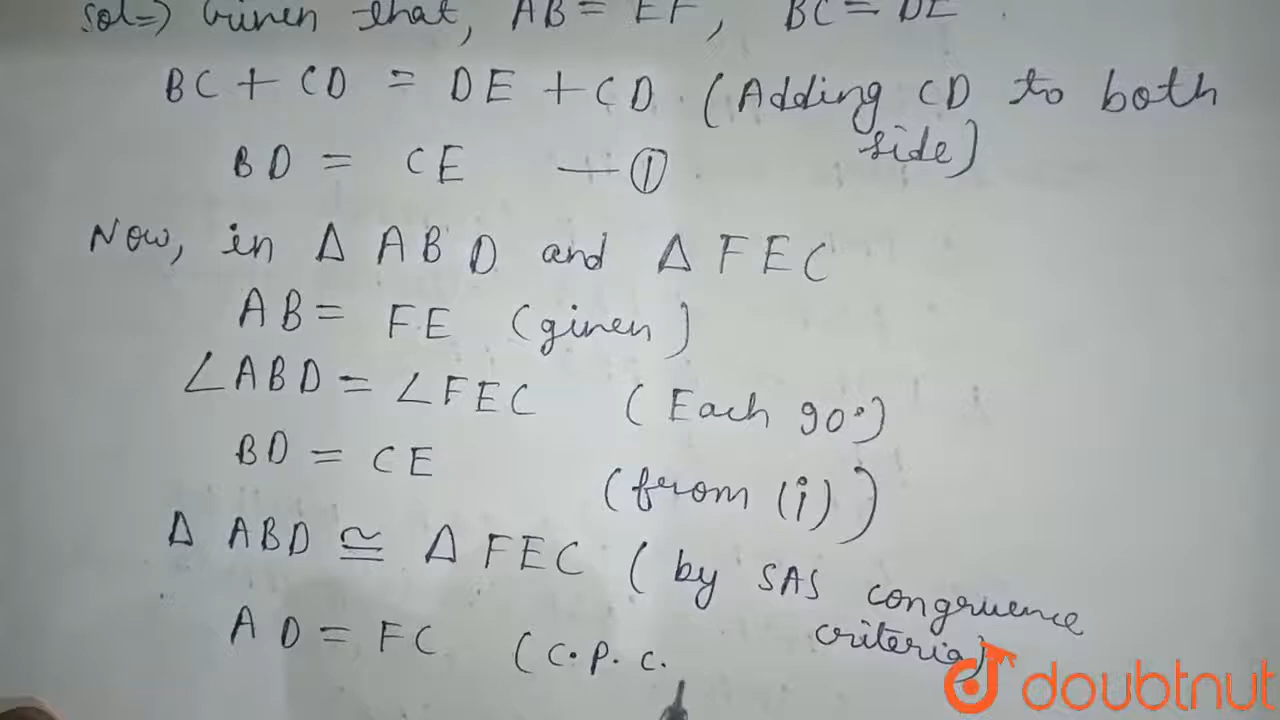 sol⇒ Given that, AB = EF, BC = DE
BC + CD = DE + CD (Adding CD to both
side)
BD = CE — ①
Now, in Δ ABD and Δ FEC
AB = FE (given)
∠ABD = ∠FEC (Each 90°)
BD = CE (from (i))
Δ ABD ≅ Δ FEC (by SAS congruence
criteria)
AD = FC (c.p.c.
doubtnut